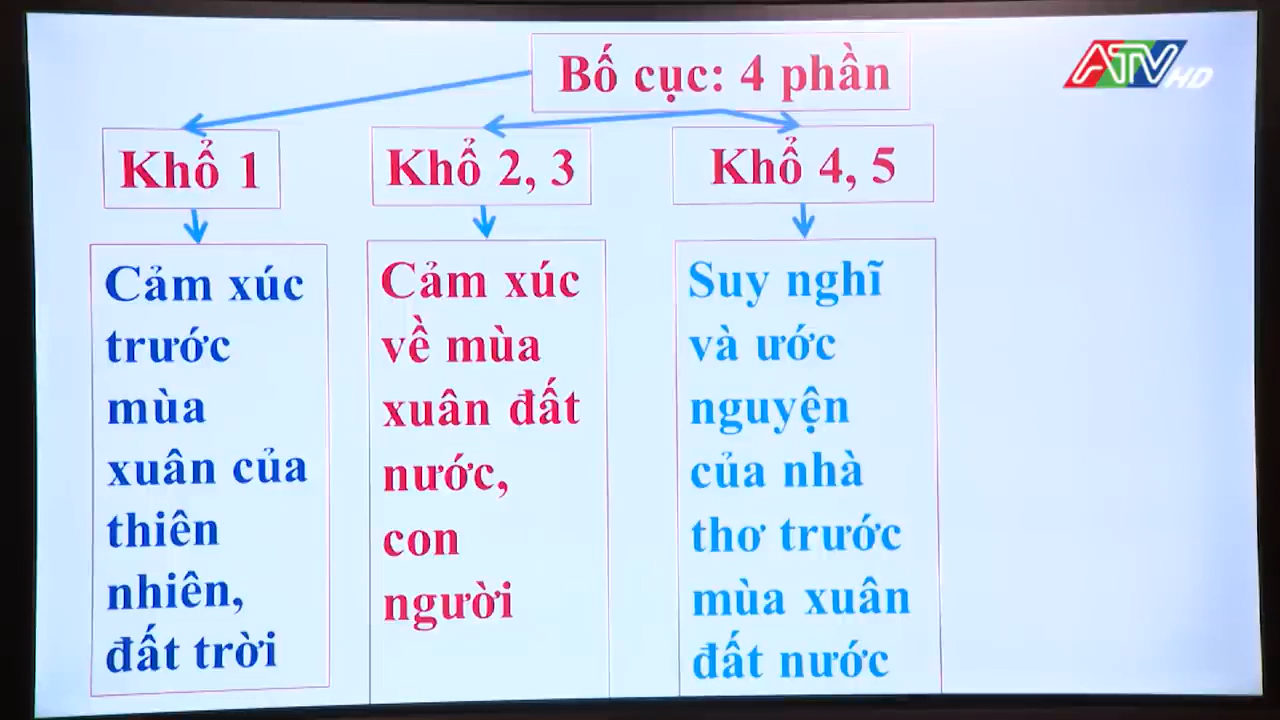 Bố cục: 4 phần
ATV HD
Khổ 1
Khổ 2, 3
Khổ 4, 5
Cảm xúc
trước
mùa
xuân của
thiên
nhiên,
đất trời
Cảm xúc
về mùa
xuân đất
nước,
con
người
Suy nghĩ
và ước
nguyện
của nhà
thơ trước
mùa xuân
đất nước